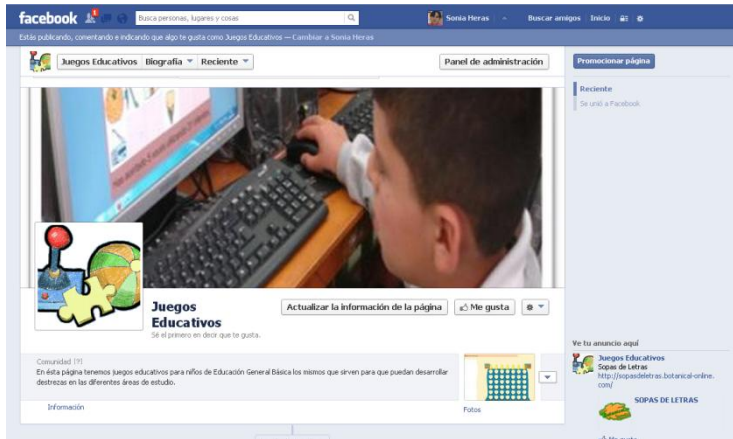 facebook
1
Busca personas, lugares y cosas
Sonia Heras
Buscar amigos
Inicio
Estás publicando, comentando e indicando que algo te gusta como Juegos Educativos — Cambiar a Sonia Heras
Juegos Educativos
Biografía
Reciente
Panel de administración
Promocionar página
Reciente
Se unió a Facebook
Juegos
Educativos
Sé el primero en decir que te gusta.
Actualizar la información de la página
Me gusta
Comunidad [?]
En ésta página tenemos juegos educativos para niños de Educación General Básica los mismos que sirven para que puedan desarrollar
destrezas en las diferentes áreas de estudio.
Información
Fotos
Ve tu anuncio aquí
Juegos Educativos
Sopas de Letras
http://sopasdeletras.botanical-online.
com/
SOPAS DE LETRAS
Me gusta